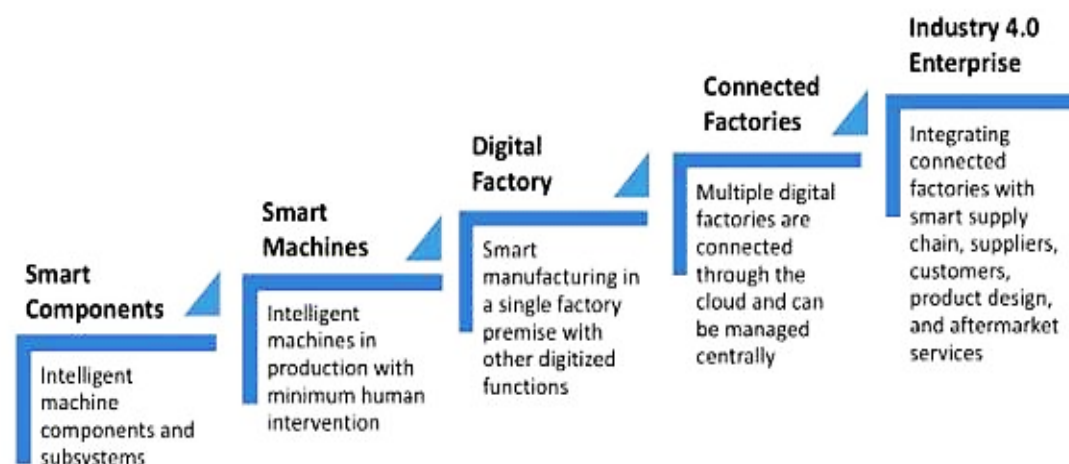 Smart
Components
Intelligent
machine
components and
subsystems
Smart
Machines
Intelligent
machines in
production with
minimum human
intervention
Digital
Factory
Smart
manufacturing in
a single factory
premise with
other digitized
functions
Connected
Factories
Multiple digital
factories are
connected
through the
cloud and can
be managed
centrally
Industry 4.0
Enterprise
Integrating
connected
factories with
smart supply
chain, suppliers,
customers,
product design,
and aftermarket
services